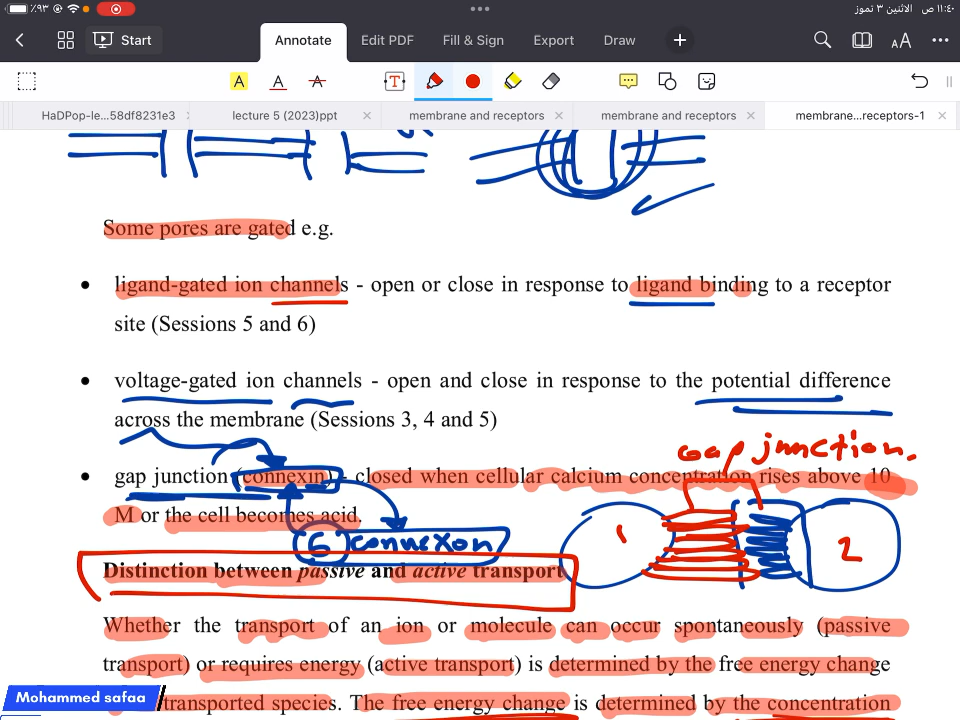 ٪٩٣ ١١:٤٠ ص الاثنين ٣ تموز
Start Annotate Edit PDF Fill & Sign Export Draw
A A A T AA
HaDPop-le...58df8231e3 lecture 5 (2023)ppt membrane and receptors membrane and receptors membrane...receptors-1
Some pores are gated e.g.
• ligand-gated ion channels - open or close in response to ligand binding to a receptor
site (Sessions 5 and 6)
• voltage-gated ion channels - open and close in response to the potential difference
across the membrane (Sessions 3, 4 and 5)
Gap junction.
• gap junction (connexin) - closed when cellular calcium concentration rises above 10
M or the cell becomes acid.
6 connexon
1 2
Distinction between passive and active transport
Whether the transport of an ion or molecule can occur spontaneously (passive
transport) or requires energy (active transport) is determined by the free energy change
transported species. The free energy change is determined by the concentration
Mohammed safaa